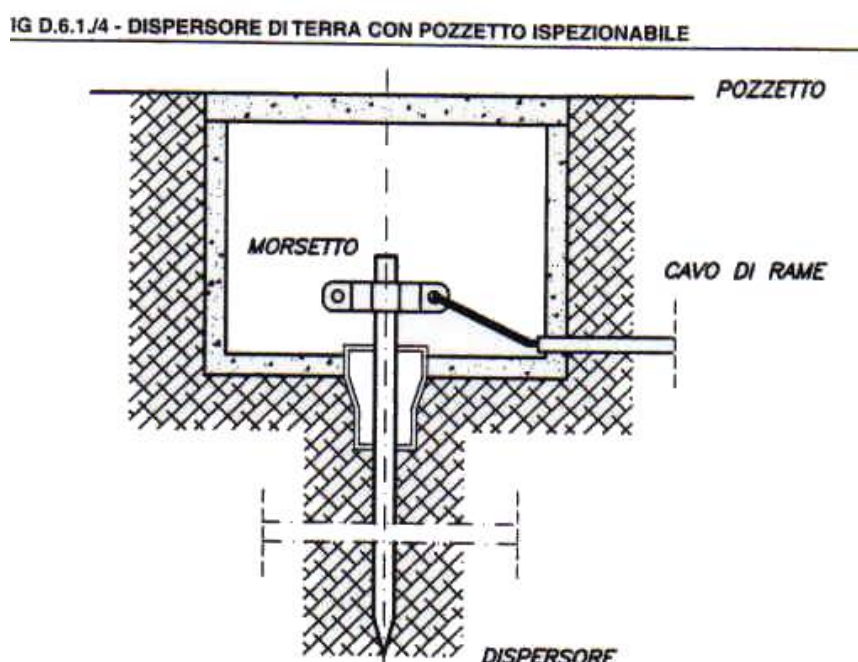 IG D.6.1./4 - DISPERSORE DI TERRA CON POZZETTO ISPEZIONABILE
POZZETTO
MORSETTO
CAVO DI RAME
DISPERSORE